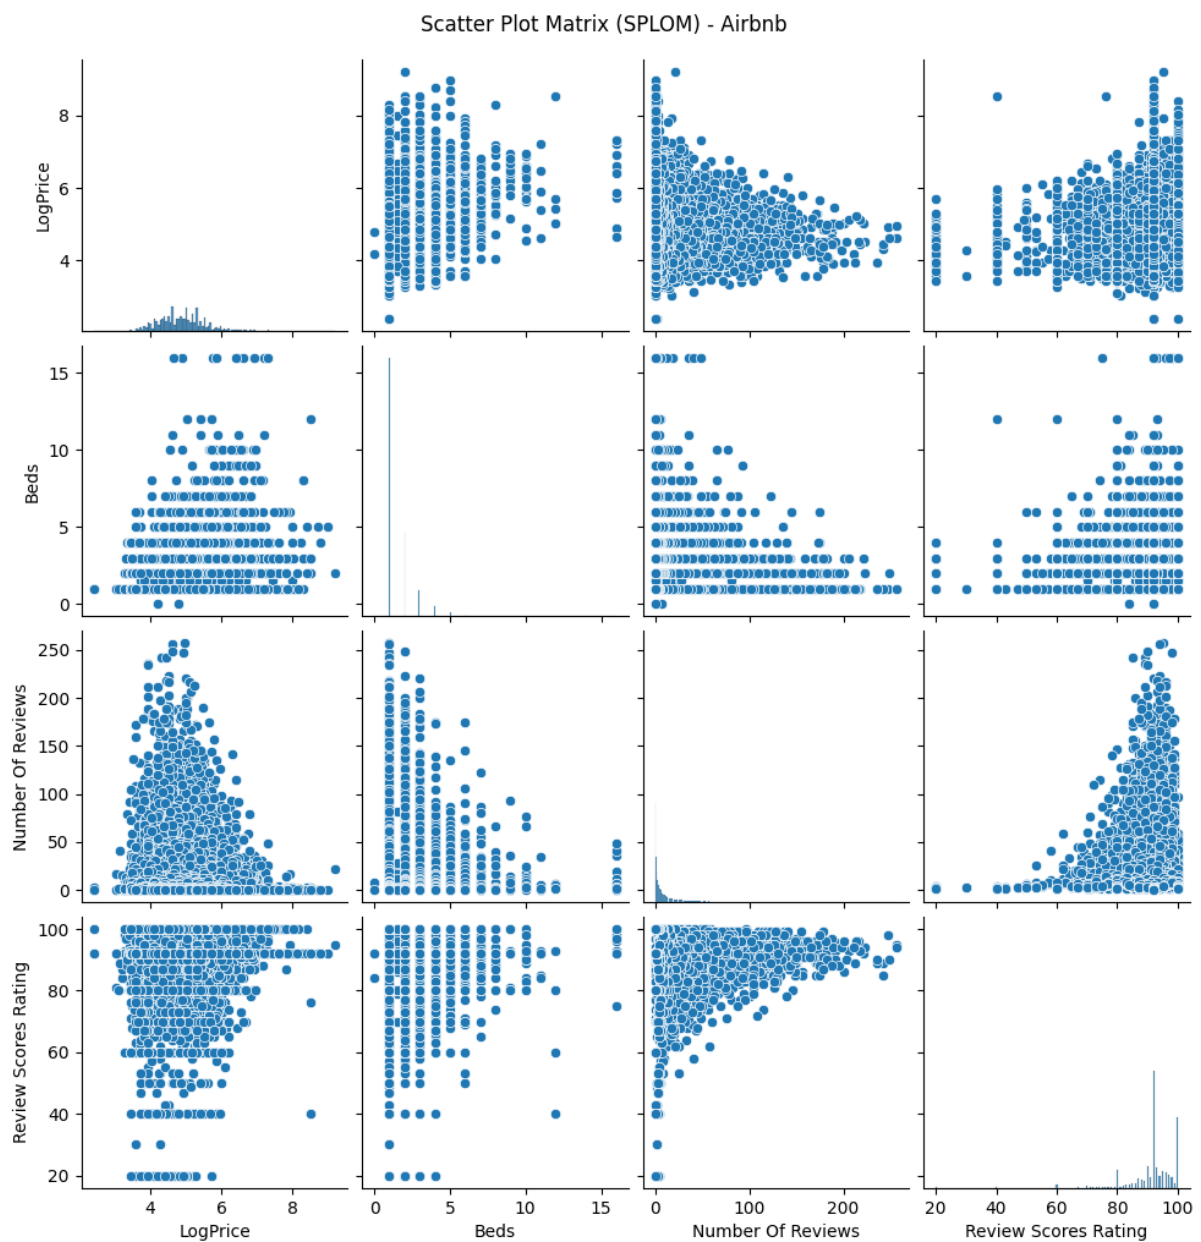 Scatter Plot Matrix (SPLOM) - Airbnb
LogPrice
8
6
4
Beds
15
10
5
0
Number Of Reviews
250
200
150
100
50
0
Review Scores Rating
100
80
60
40
20
4 6 8
0 5 10 15
0 100 200
20 40 60 80 100
LogPrice
Beds
Number Of Reviews
Review Scores Rating